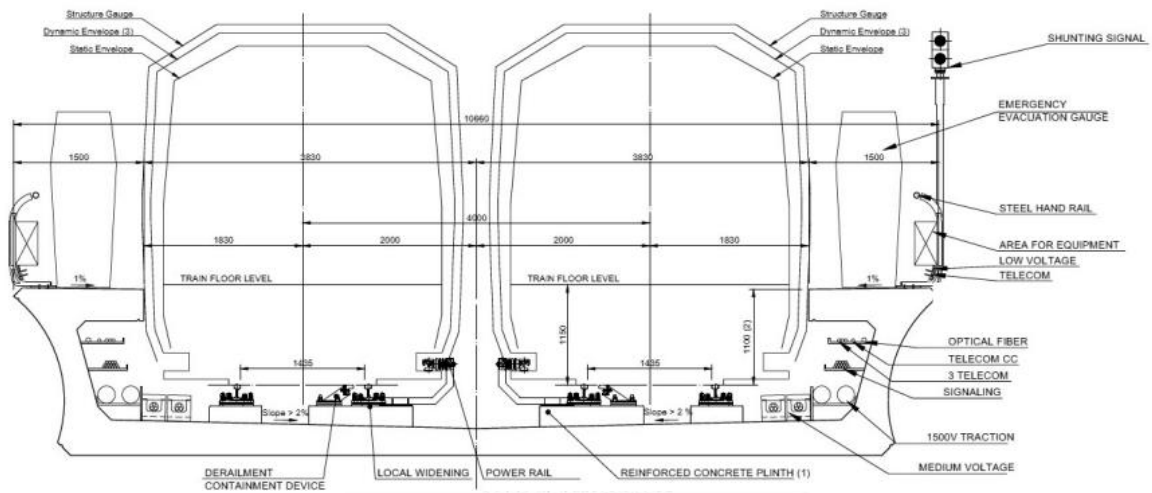 Structure Gauge
Dynamic Envelope (3)
Static Envelope
Structure Gauge
Dynamic Envelope (3)
Static Envelope
SHUNTING SIGNAL
EMERGENCY
EVACUATION GAUGE
10660
1500
3830
3830
1500
STEEL HAND RAIL
4000
1830
2000
2000
1830
AREA FOR EQUIPMENT
LOW VOLTAGE
TELECOM
1%
TRAIN FLOOR LEVEL
TRAIN FLOOR LEVEL
1%
1150
1100 (2)
OPTICAL FIBER
TELECOM CC
3 TELECOM
SIGNALING
1435
1435
Slope > 2%
Slope > 2 %
1500V TRACTION
MEDIUM VOLTAGE
DERAILMENT
CONTAINMENT DEVICE
LOCAL WIDENING
POWER RAIL
REINFORCED CONCRETE PLINTH (1)